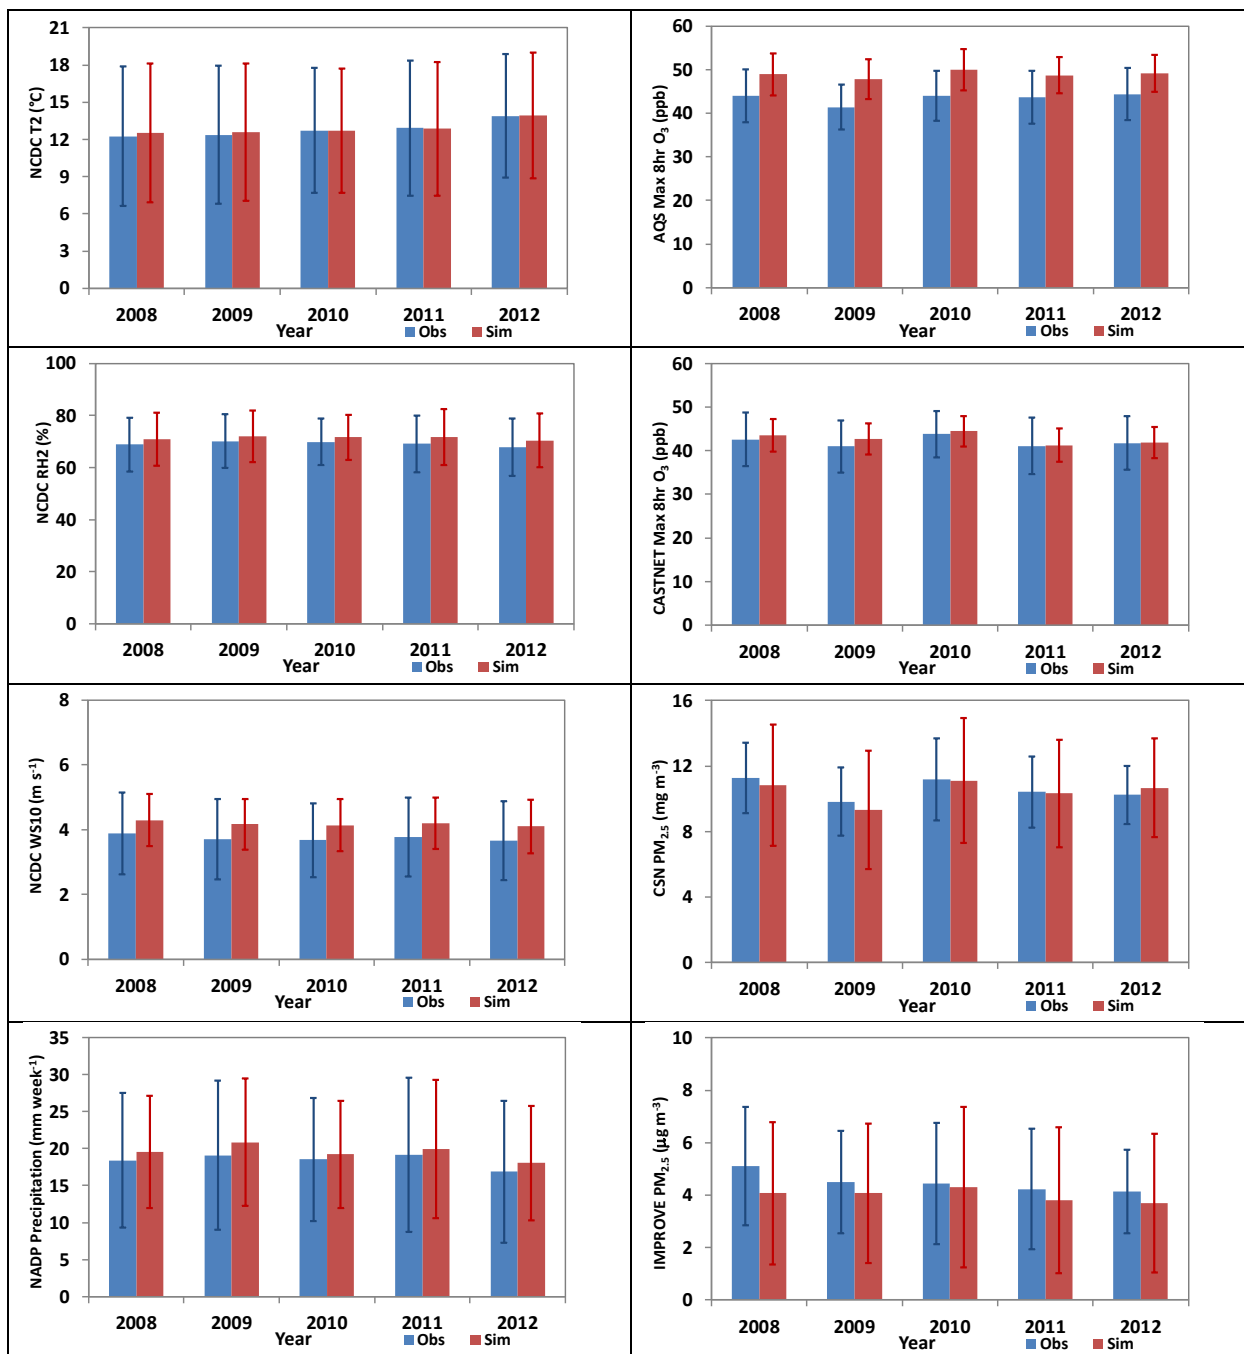 21
18
15
12
9
6
3
0
NCDC T2 (°C)
2008 2009 2010 2011 2012
Year
Obs Sim
60
50
40
30
20
10
0
AQS Max 8hr O₃ (ppb)
2008 2009 2010 2011 2012
Year
Obs Sim
100
80
60
40
20
0
NCDC RH2 (%)
2008 2009 2010 2011 2012
Year
Obs Sim
60
50
40
30
20
10
0
CASTNET Max 8hr O₃ (ppb)
2008 2009 2010 2011 2012
Year
Obs Sim
8
6
4
2
0
NCDC WS10 (m s⁻¹)
2008 2009 2010 2011 2012
Year
Obs Sim
16
12
8
4
0
CSN PM₂.₅ (mg m⁻³)
2008 2009 2010 2011 2012
Year
Obs Sim
35
30
25
20
15
10
5
0
NADP Precipitation (mm week⁻¹)
2008 2009 2010 2011 2012
Year
Obs Sim
10
8
6
4
2
0
IMPROVE PM₂.₅ (µg m⁻³)
2008 2009 2010 2011 2012
Year
Obs Sim